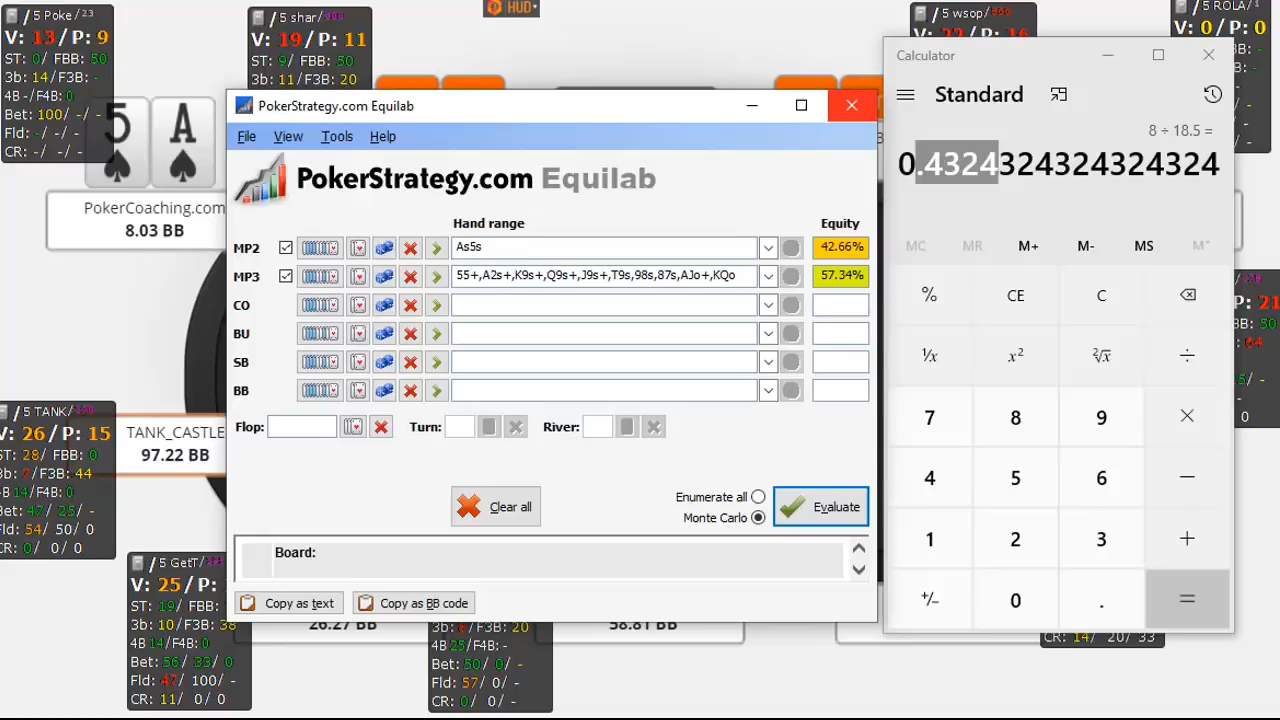 /5 Poke/23
V: 13/P: 9
ST: 0/ FBB: 50
3b: 14/F3B: -
4B -/F4B: 0
Bet: 100/ -/ -
Fld: -/ -/ -
CR: -/ -/ -
/5 shar/
V: 19/P: 11
ST: 9/ FBB: 50
3b: 11/F3B: 20
HUD
/5 wsop/
V: 22/P: 16
/5 ROLA/
V: 0/P: 0
5 A
PokerCoaching.com
8.03 BB
PokerStrategy.com Equilab
File View Tools Help
PokerStrategy.com Equilab
Hand range Equity
MP2 As5s 42.66%
MP3 55+,A2s+,K9s+,Q9s+,J9s+,T9s,98s,87s,AJo+,KQo 57.34%
CO
BU
SB
BB
Flop: Turn: River:
Clear all
Enumerate all
Monte Carlo
Evaluate
Board:
Copy as text Copy as BB code
Calculator
Standard
8 ÷ 18.5 =
0.4324324324324324
MC MR M+ M- MS M˅
% CE C
¹/x x² ²√x ÷
7 8 9 ×
4 5 6 −
1 2 3 +
+/− 0 . =
/5 TANK/
V: 26/P: 15
ST: 28/ FBB: 0
3b: 7/F3B: 44
4B 14/F4B: 0
Bet: 47/ 25/ -
Fld: 54/ 50/ 0
CR: 0/ 0/ 0
TANK_CASTLE
97.22 BB
/5 GetT/
V: 25/P:
ST: 19/ FBB:
3b: 10/F3B: 38
4B 14/F4B: 0
Bet: 56/ 33/ 0
Fld: 47/ 100/ -
CR: 11/ 0/ 0
26.27 BB
F3B: 20
4B 25/F4B: -
Bet: 50/ 0/ -
Fld: 57/ 0/ -
CR: 0/ 0/ -
58.81 BB
CR: 14/ 20/ 33